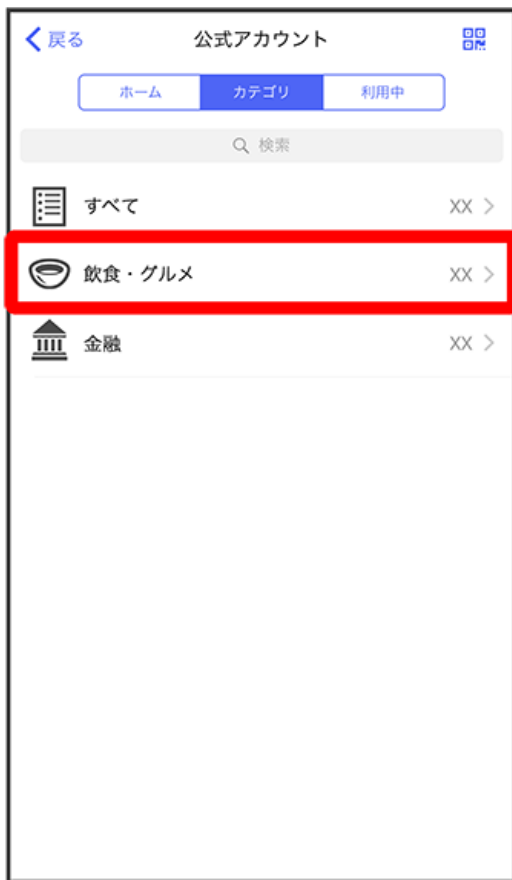 戻る 公式アカウント
ホーム カテゴリ 利用中
検索
すべて XX
飲食・グルメ XX
金融 XX